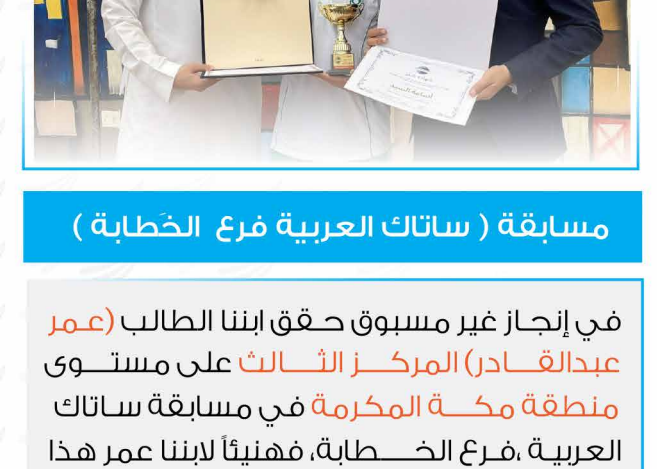 مسابقة ( ساتاك العربية فرع الخَطابة )
في إنجاز غير مسبوق حقق ابننا الطالب (عمر
عبدالقادر) المركز الثالث على مستوى
منطقة مكة المكرمة في مسابقة ساتاك
العربية ،فرع الخطابة، فهنيئاً لابننا عمر هذا